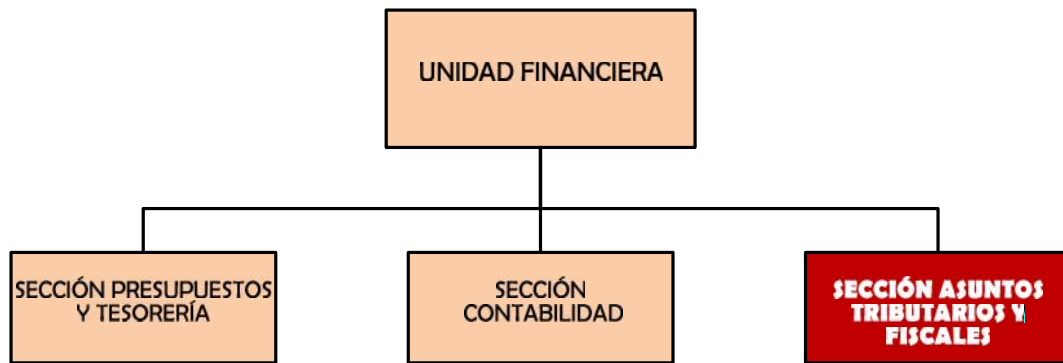 UNIDAD FINANCIERA
SECCIÓN PRESUPUESTOS
Y TESORERÍA
SECCIÓN
CONTABILIDAD
SECCIÓN ASUNTOS
TRIBUTARIOS Y
FISCALES